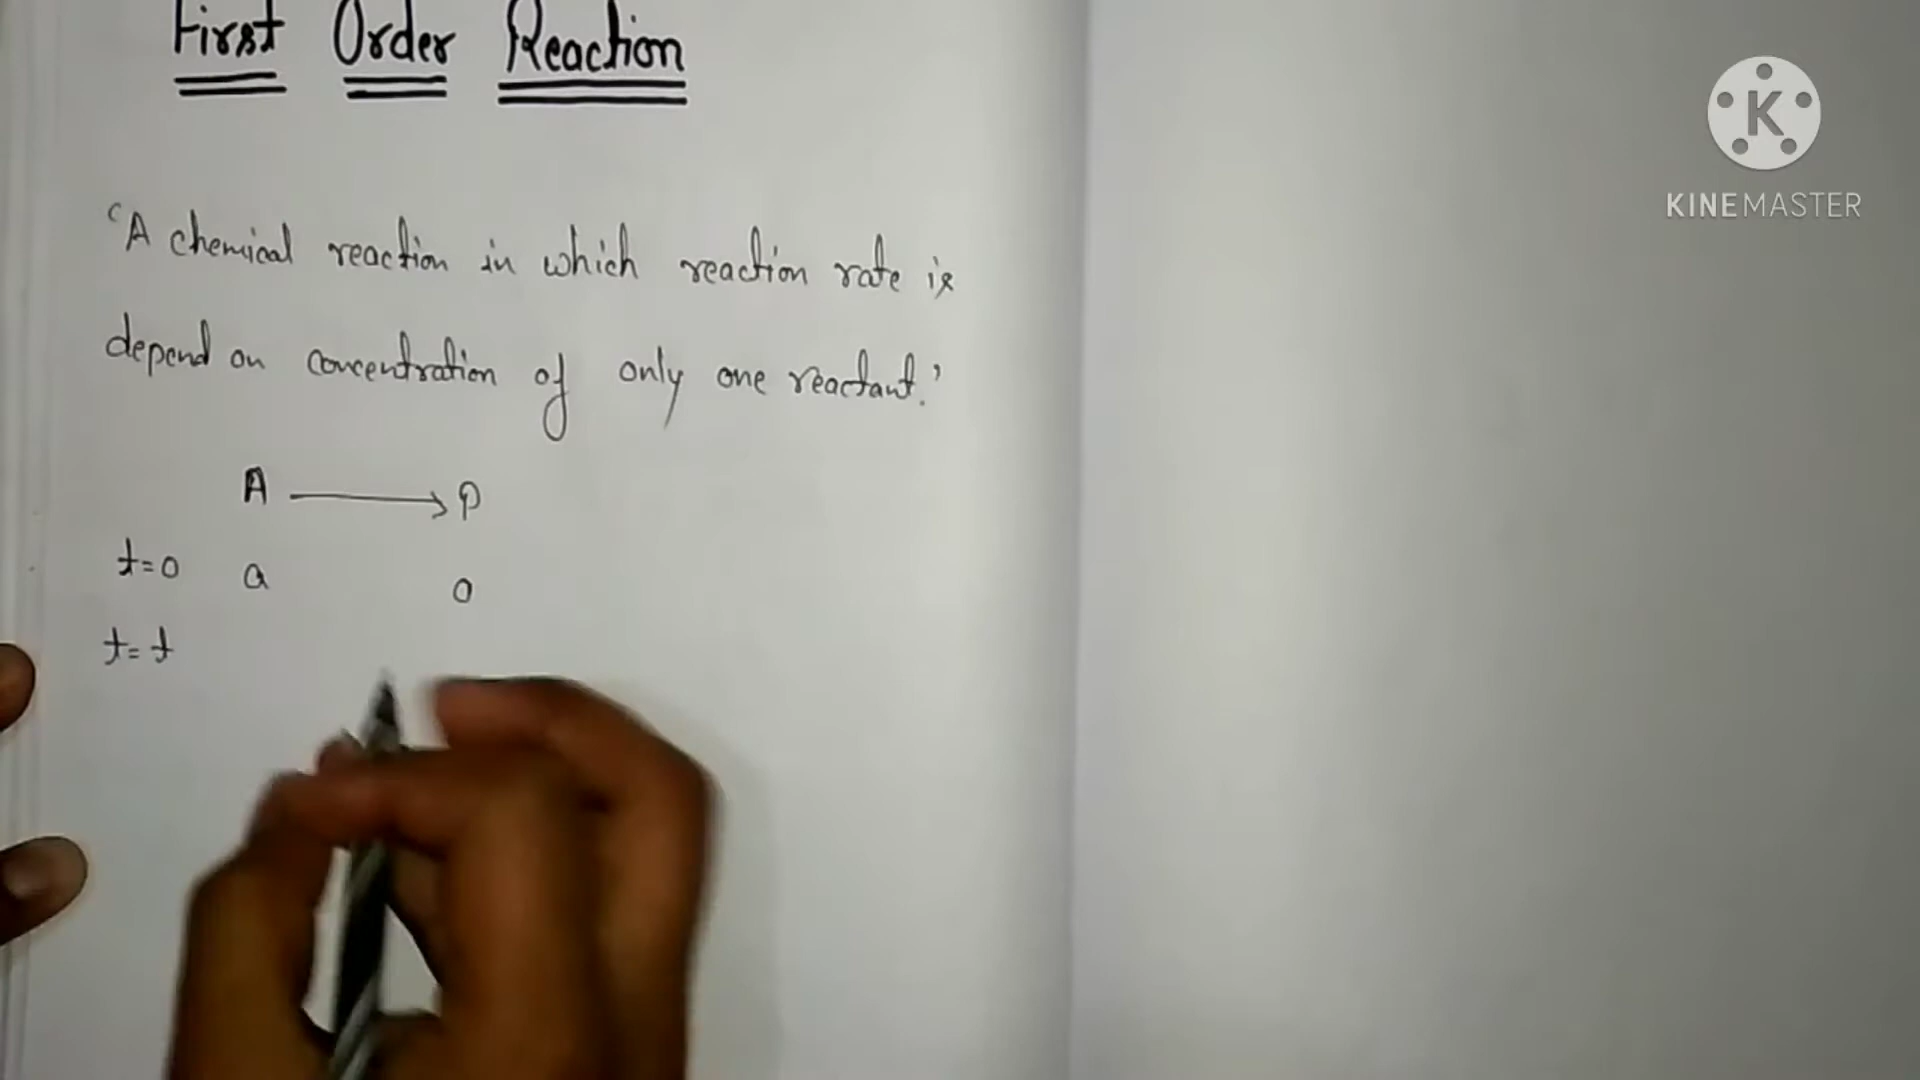 First Order Reaction
K
KINEMASTER
‘A chemical reaction in which reaction rate is
depend on concentration of only one reactant.’
A → P
t=0 a 0
t=t